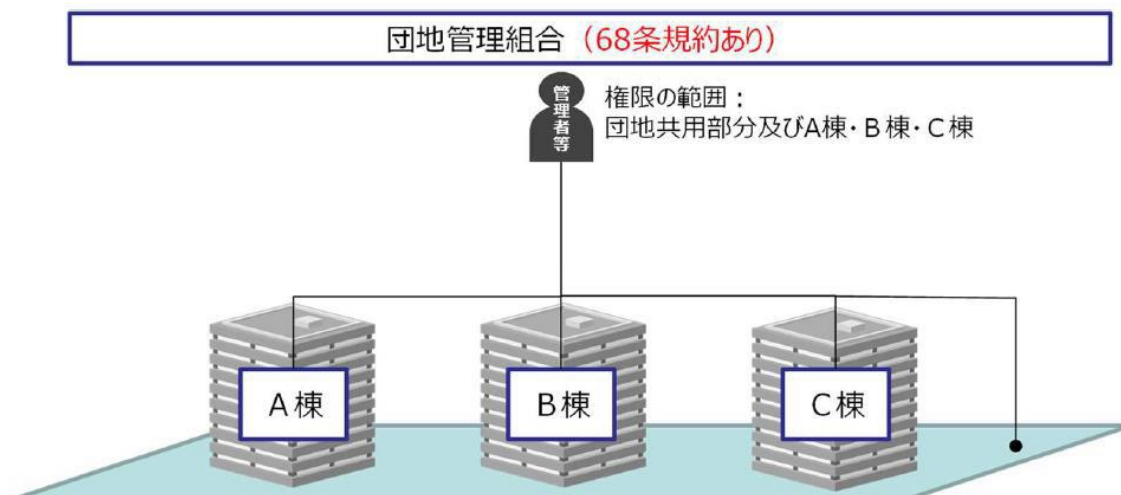 団地管理組合（68条規約あり）
管理者等
権限の範囲：
団地共用部分及びA棟・B棟・C棟
A棟
B棟
C棟